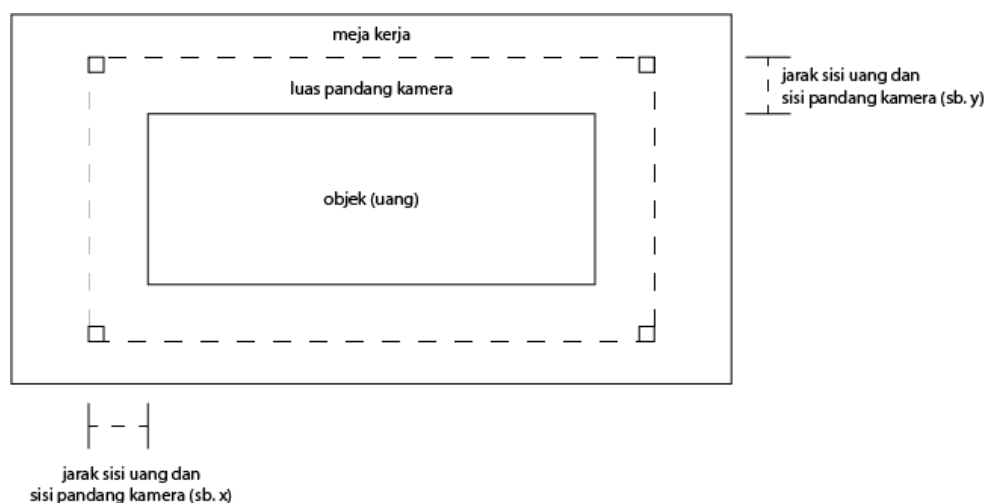 meja kerja
luas pandang kamera
jarak sisi uang dan
sisi pandang kamera (sb. y)
objek (uang)
jarak sisi uang dan
sisi pandang kamera (sb. x)